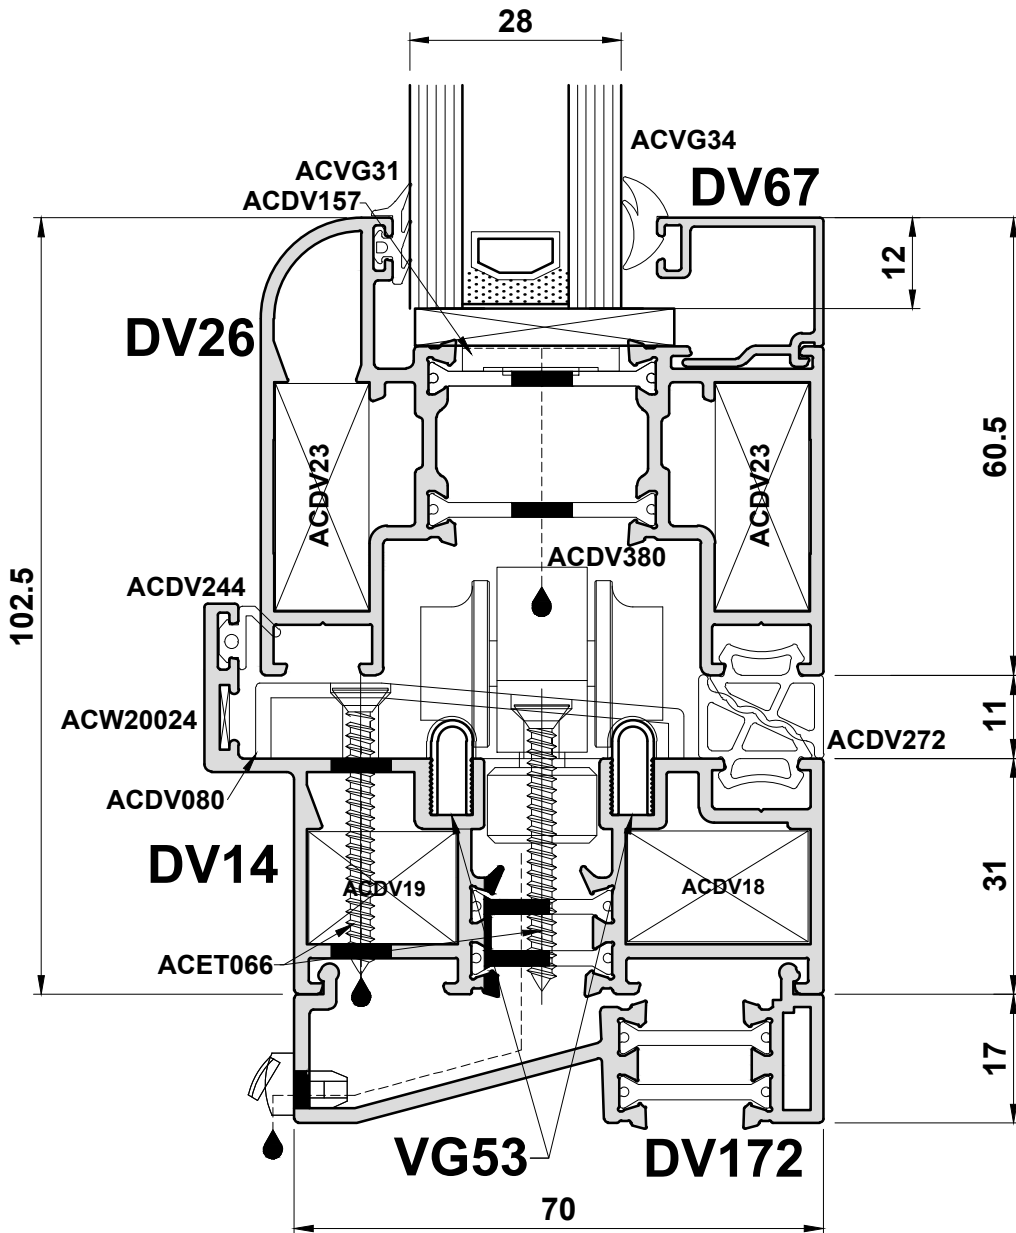 28
ACVG34
ACVG31
DV67
ACDV157
12
DV26
60.5
ACDV23
ACDV23
ACDV380
102.5
ACDV244
11
ACW20024
ACDV272
ACDV080
DV14
31
ACDV19
ACDV18
ACET066
17
VG53
DV172
70